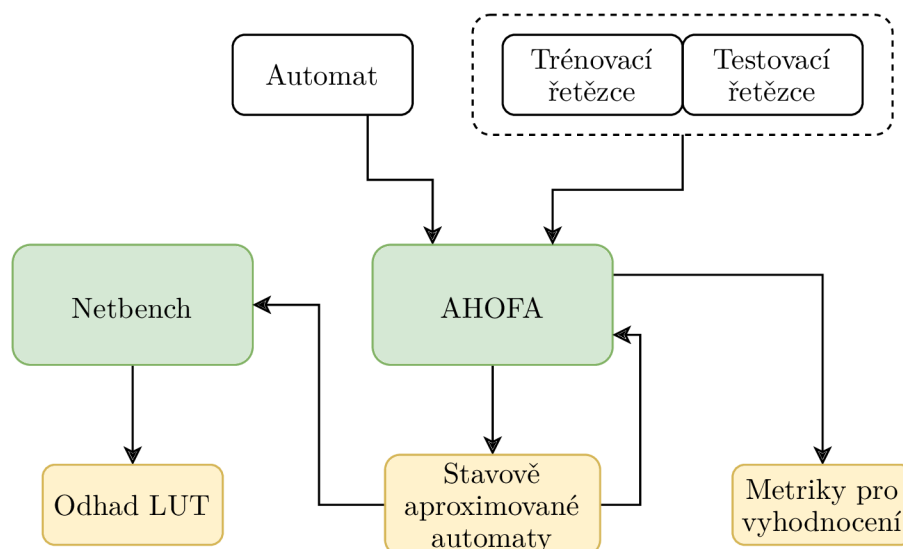 Automat
Trénovací
řetězce
Testovací
řetězce
Netbench
AHOFA
Odhad LUT
Stavově
aproximované
automaty
Metriky pro
vyhodnocení